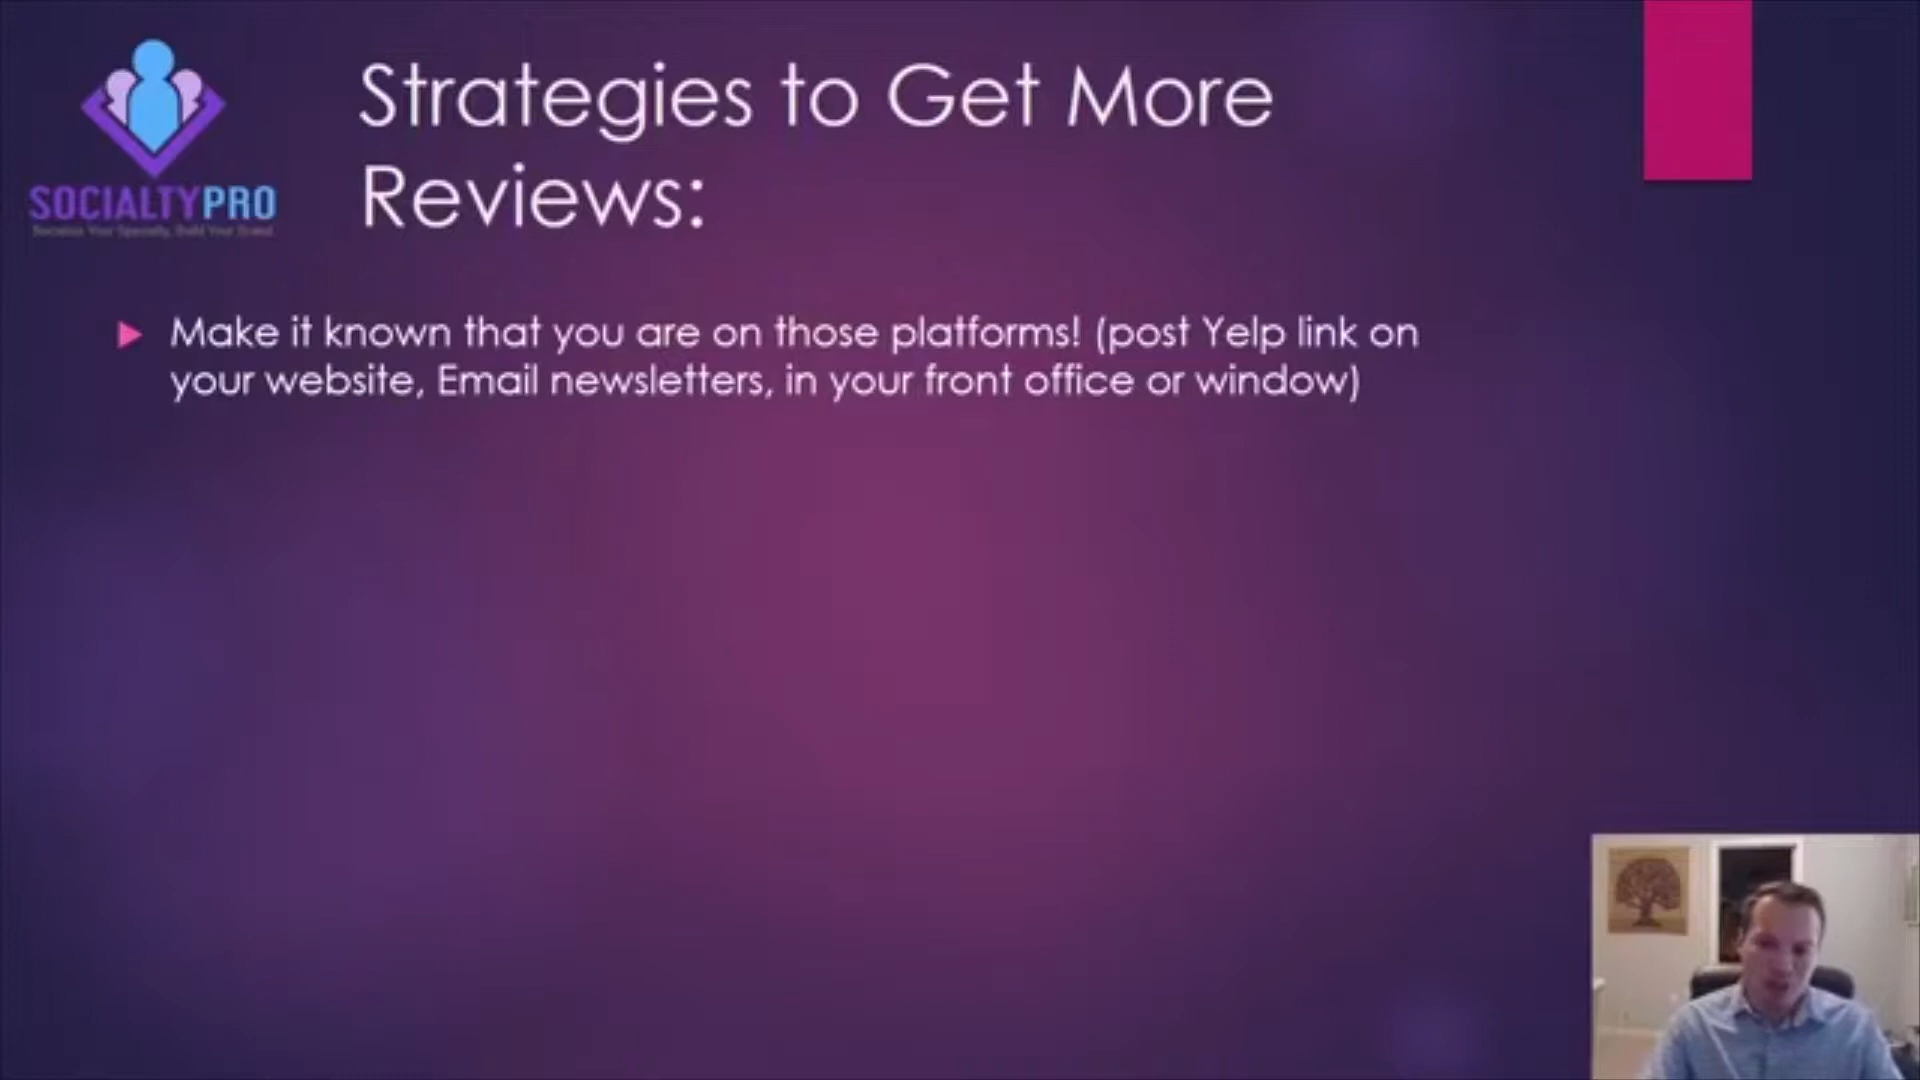 Strategies to Get More
Reviews:
SOCIALTYPRO
Make it known that you are on those platforms! (post Yelp link on
your website, Email newsletters, in your front office or window)